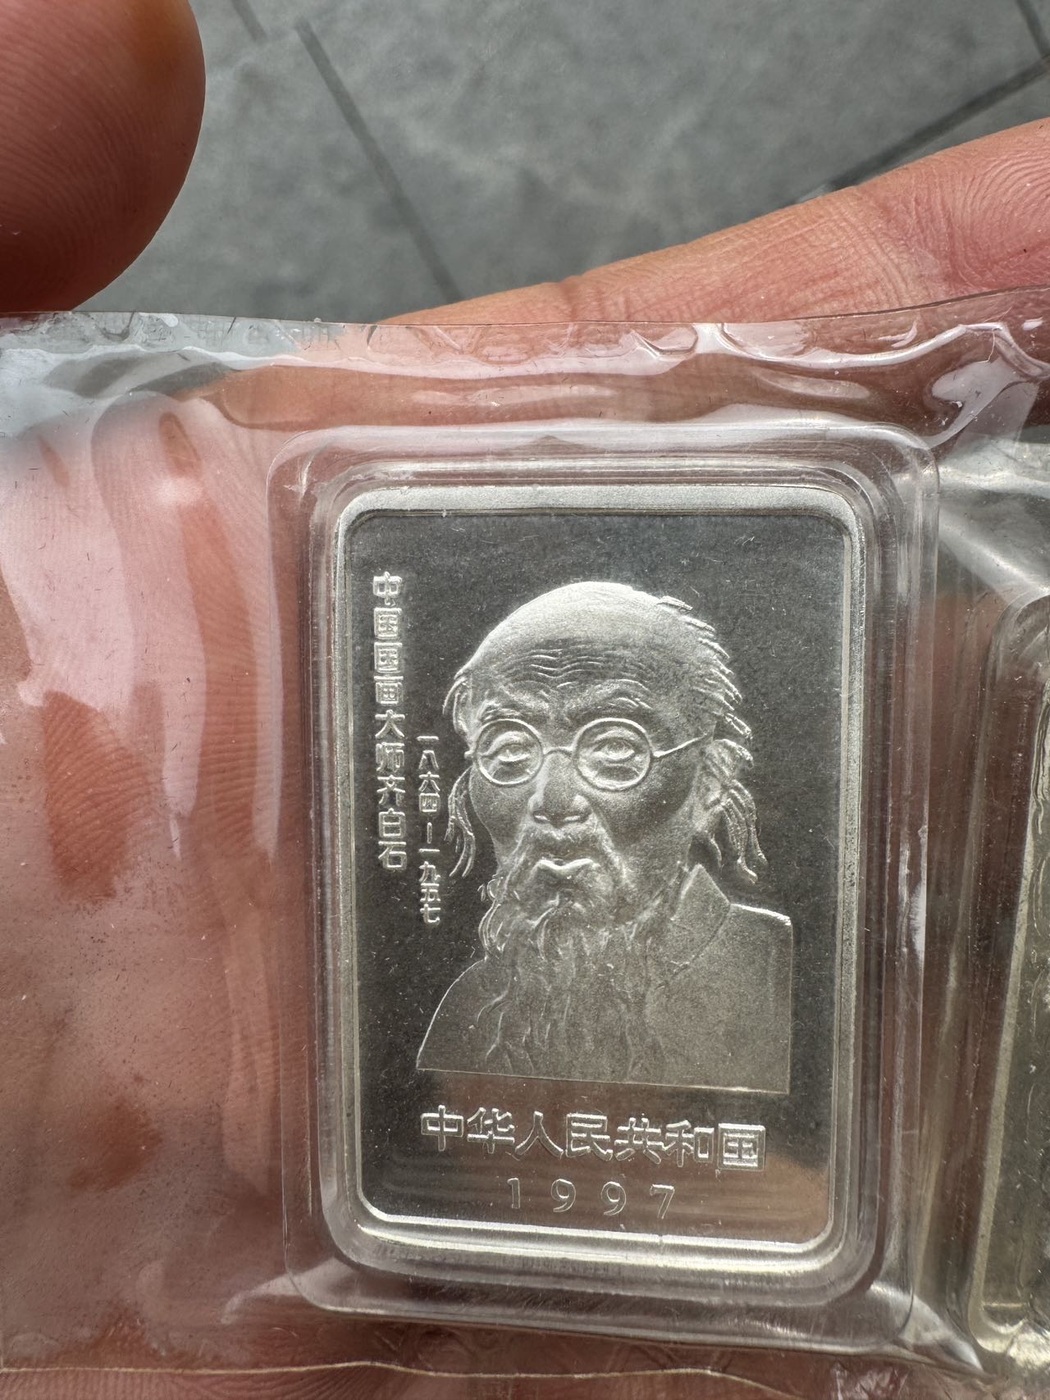 中国国画大师齐白石
一八六四-一九五七
中华人民共和国
1997